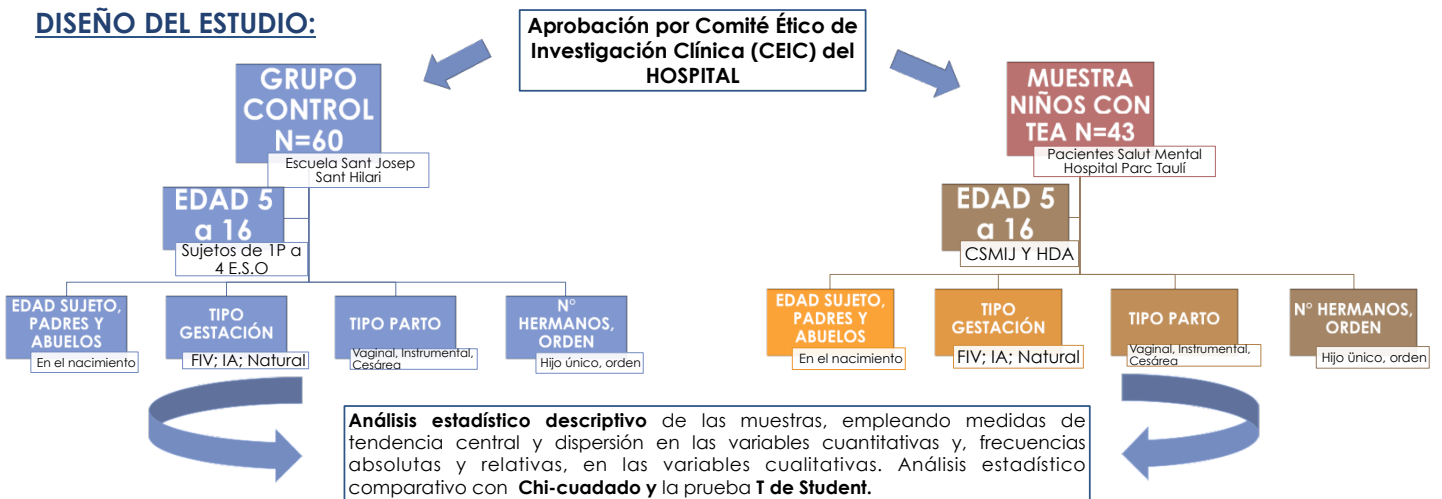 DISEÑO DEL ESTUDIO:
Aprobación por Comité Ético de
Investigación Clínica (CEIC) del
HOSPITAL
GRUPO
CONTROL
N=60
Escuela Sant Josep
Sant Hilari
EDAD 5
a 16
Sujetos de 1P a
4 E.S.O
EDAD SUJETO,
PADRES Y
ABUELOS
En el nacimiento
TIPO
GESTACIÓN
FIV; IA; Natural
TIPO PARTO
Vaginal, Instrumental,
Cesárea
N°
HERMANOS,
ORDEN
Hijo único, orden
MUESTRA
NIÑOS CON
TEA N=43
Pacientes Salut Mental
Hospital Parc Taulí
EDAD 5
a 16
CSMIJ Y HDA
EDAD SUJETO,
PADRES Y
ABUELOS
En el nacimiento
TIPO
GESTACIÓN
FIV; IA; Natural
TIPO PARTO
Vaginal, Instrumental,
Cesárea
N° HERMANOS,
ORDEN
Hijo ünico, orden
Análisis estadístico descriptivo de las muestras, empleando medidas de
tendencia central y dispersión en las variables cuantitativas y, frecuencias
absolutas y relativas, en las variables cualitativas. Análisis estadístico
comparativo con Chi-cuadado y la prueba T de Student.